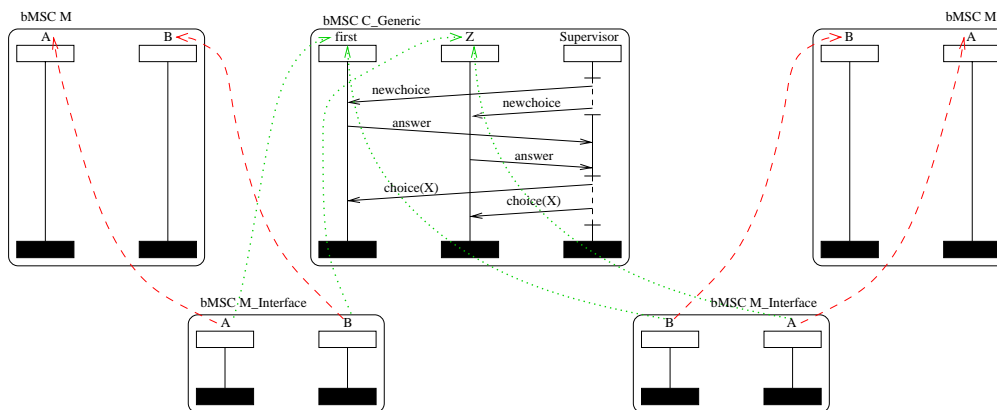 bMSC M
bMSC C_Generic
bMSC M
A
B
first
Z
Supervisor
B
A
newchoice
newchoice
answer
answer
choice(X)
choice(X)
bMSC M_Interface
bMSC M_Interface
A
B
B
A